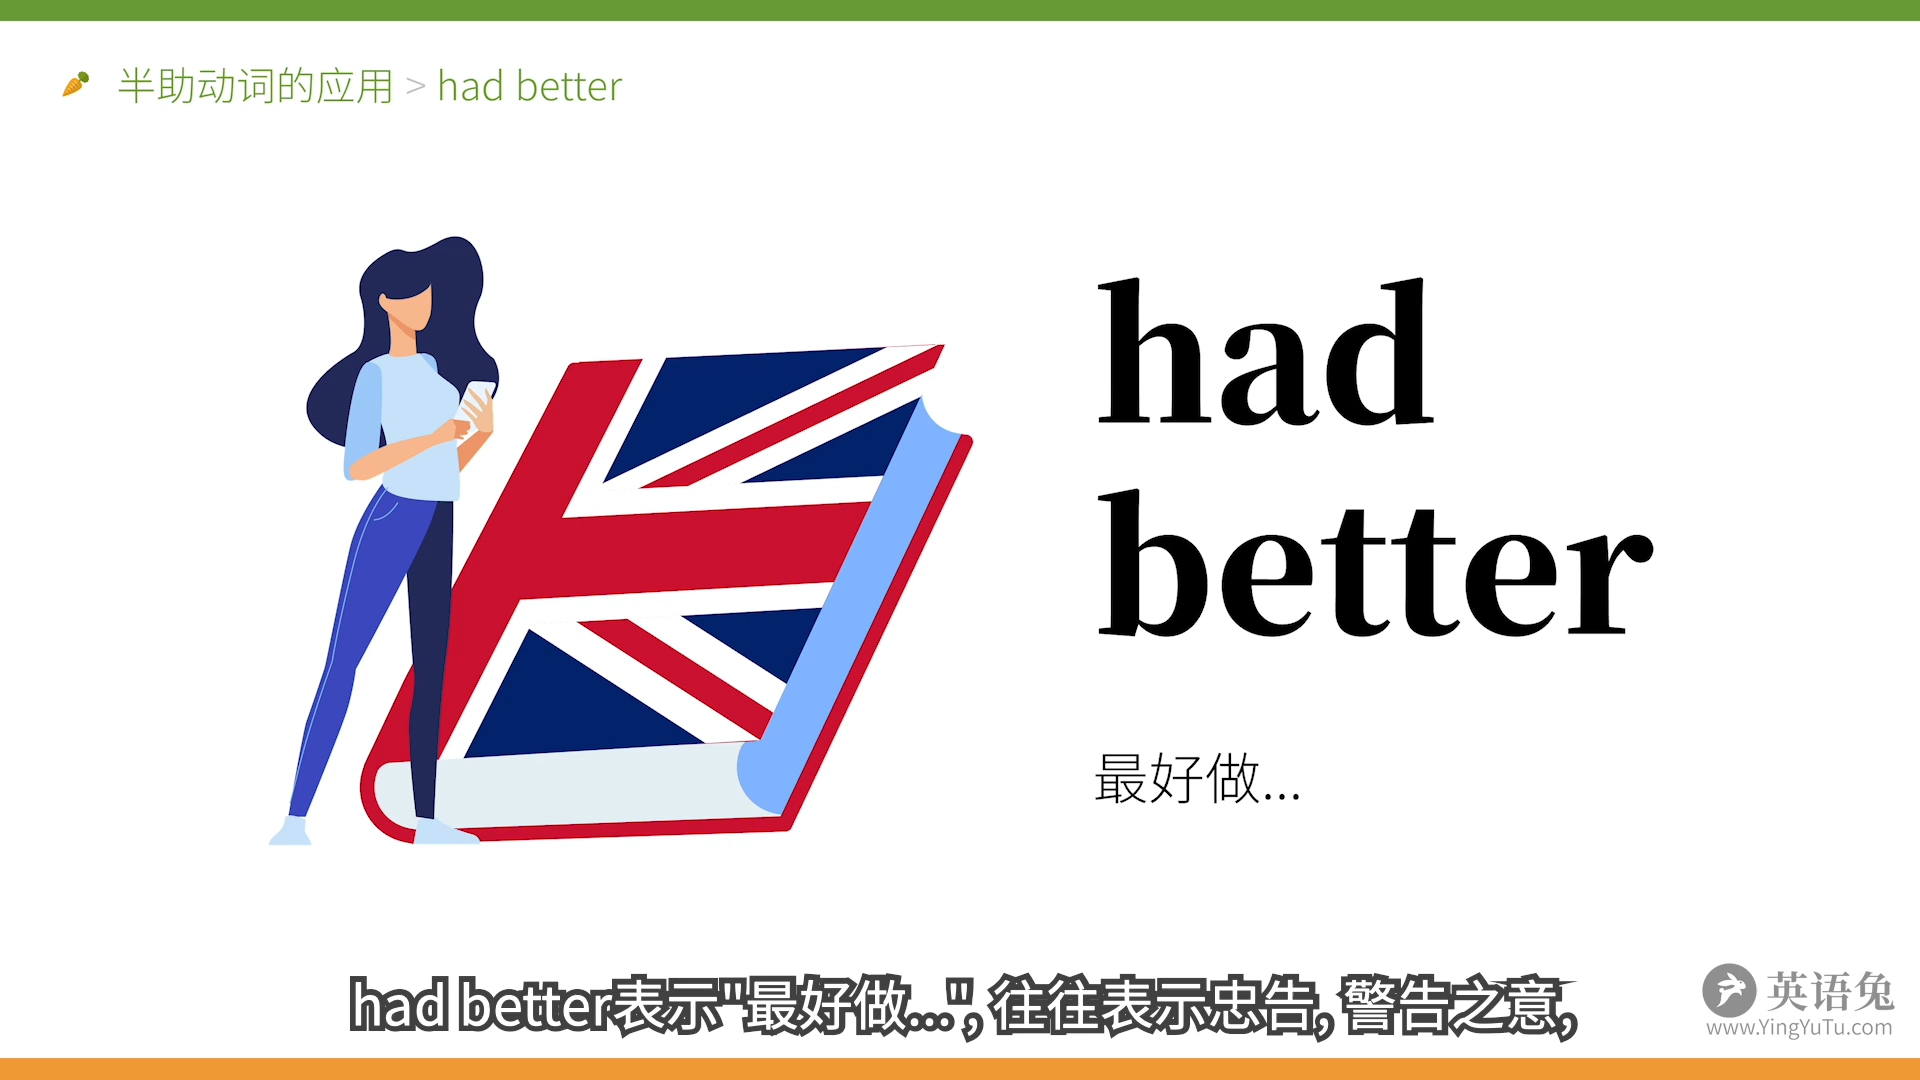 半助动词的应用 > had better
had
better
最好做...
had better表示"最好做...", 往往表示忠告, 警告之意,
英语兔
www.YingYuTu.com